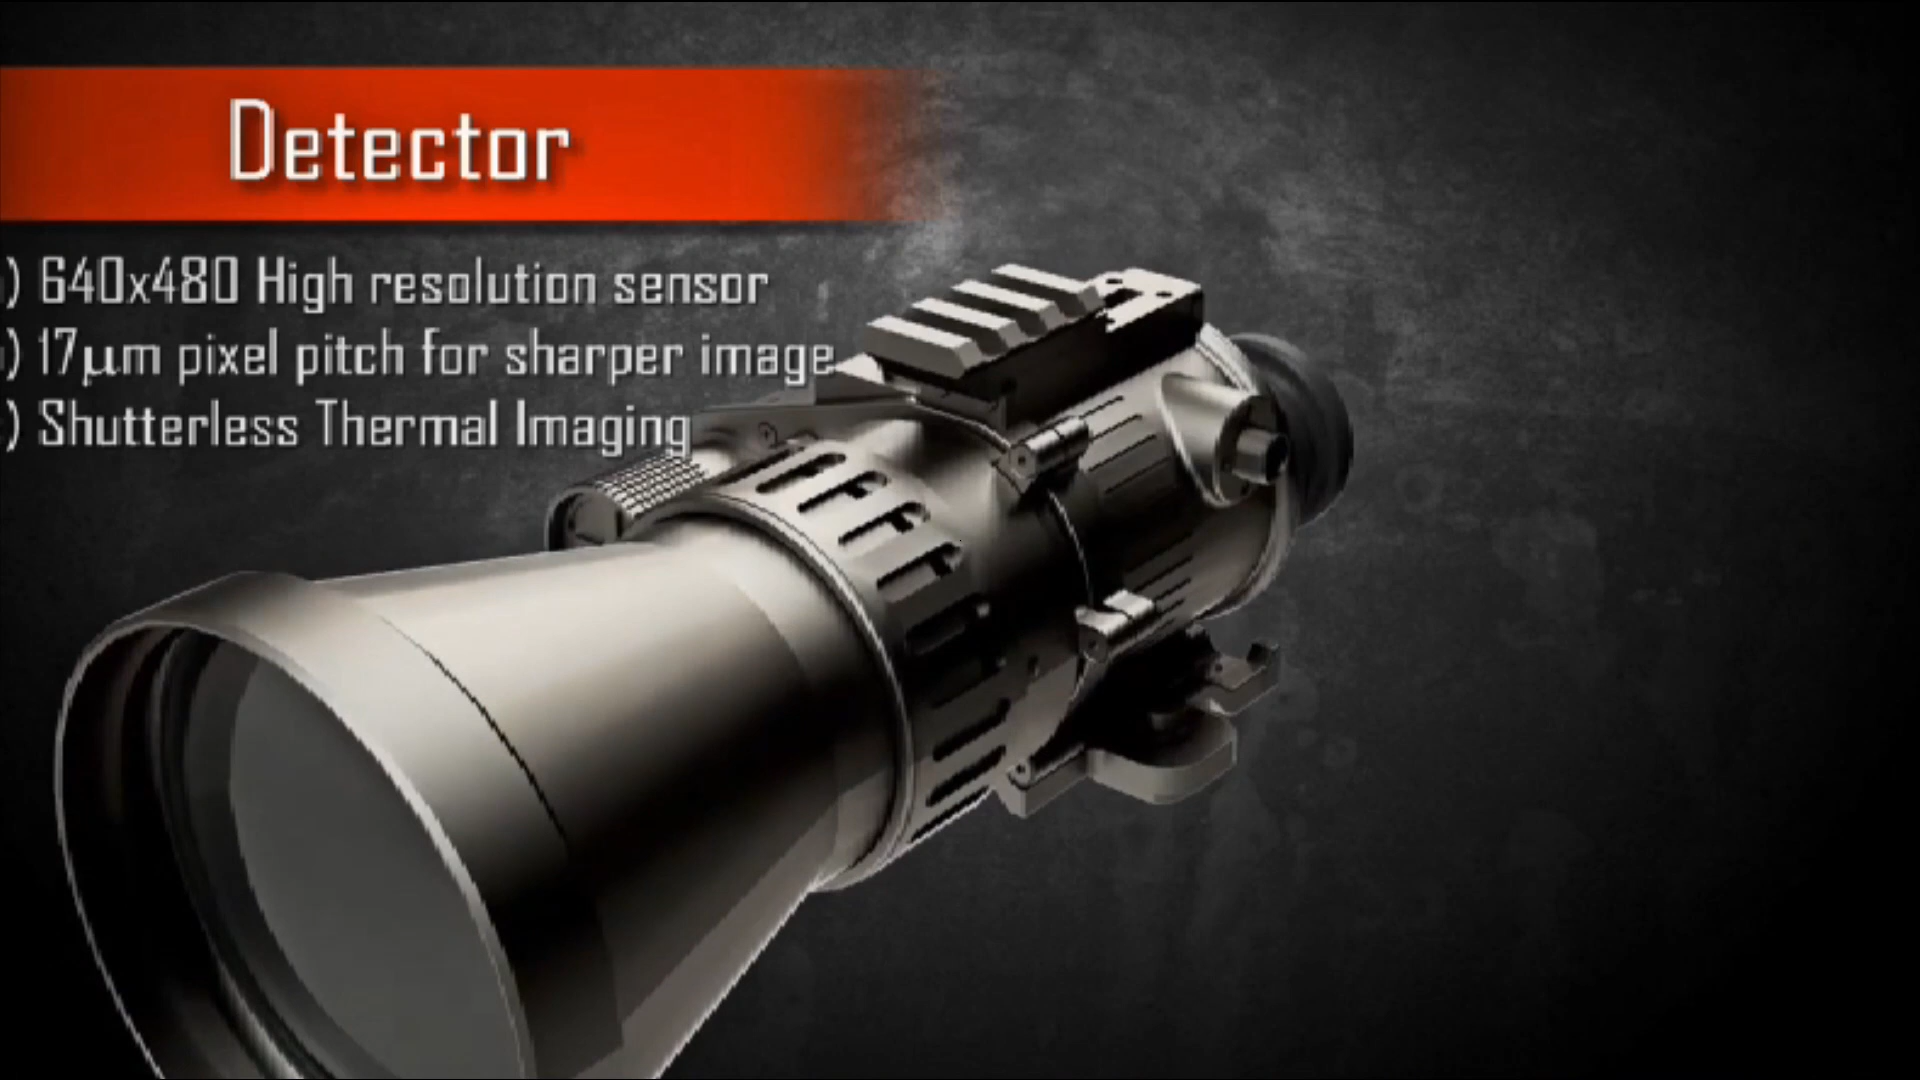 Detector
) 640x480 High resolution sensor
) 17µm pixel pitch for sharper image
) Shutterless Thermal Imaging